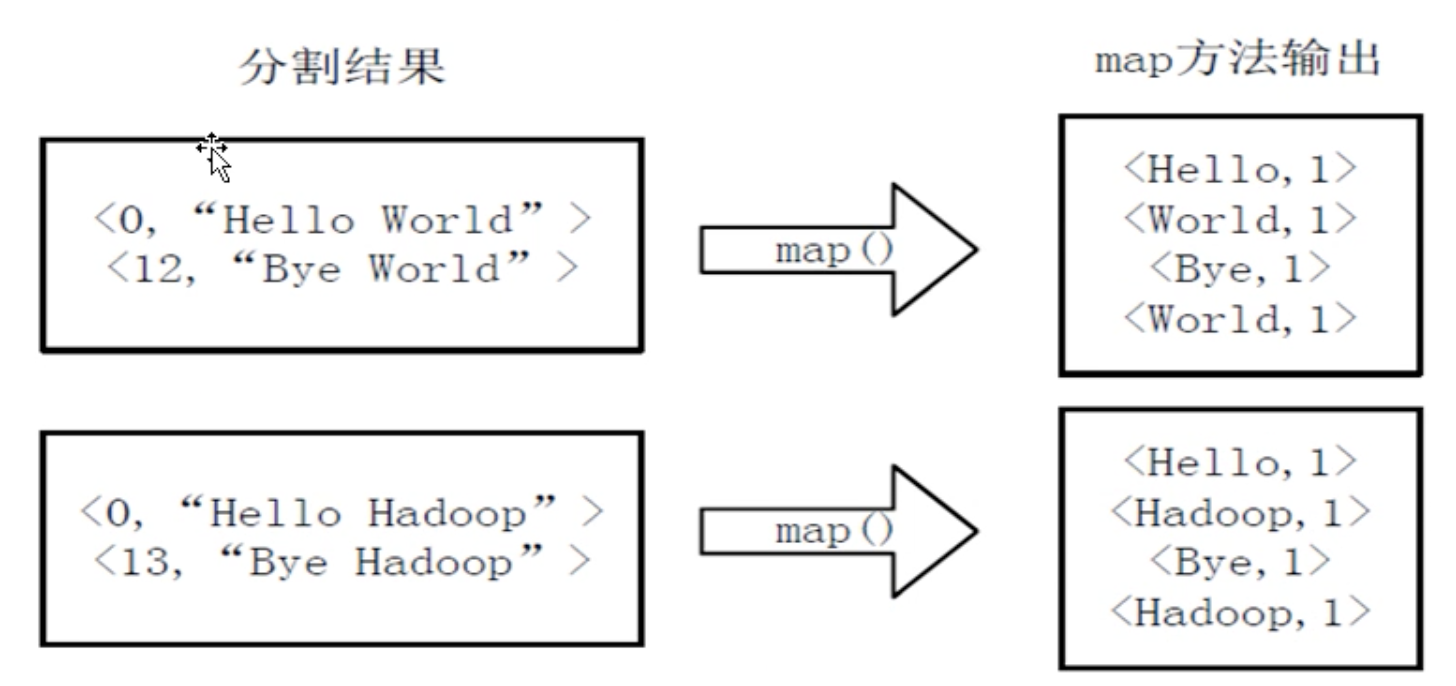 分割结果
map方法输出
<0, “Hello World” >
<12, “Bye World” >
map()
<Hello, 1>
<World, 1>
<Bye, 1>
<World, 1>
<0, “Hello Hadoop” >
<13, “Bye Hadoop” >
map()
<Hello, 1>
<Hadoop, 1>
<Bye, 1>
<Hadoop, 1>